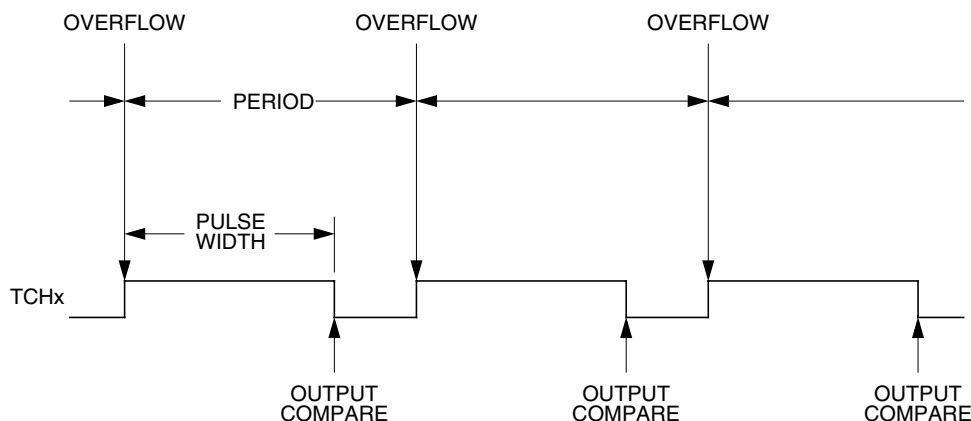 OVERFLOW OVERFLOW OVERFLOW
PERIOD
PULSE
WIDTH
TCHx
OUTPUT
COMPARE
OUTPUT
COMPARE
OUTPUT
COMPARE